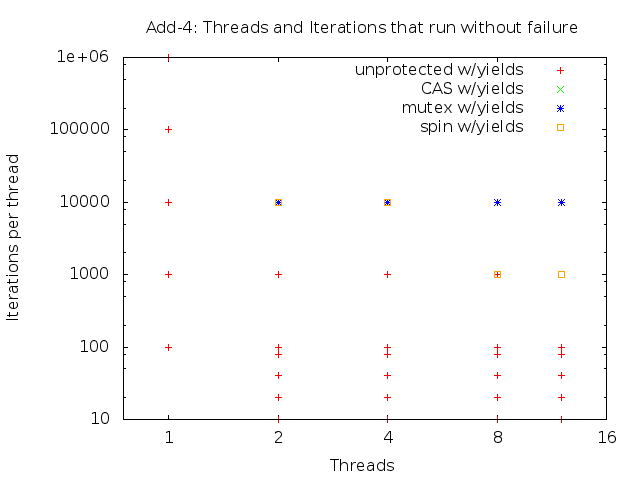 Add-4: Threads and Iterations that run without failure
1e+06
100000
10000
1000
100
10
Iterations per thread
unprotected w/yields
CAS w/yields
mutex w/yields
spin w/yields
1 2 4 8 16
Threads